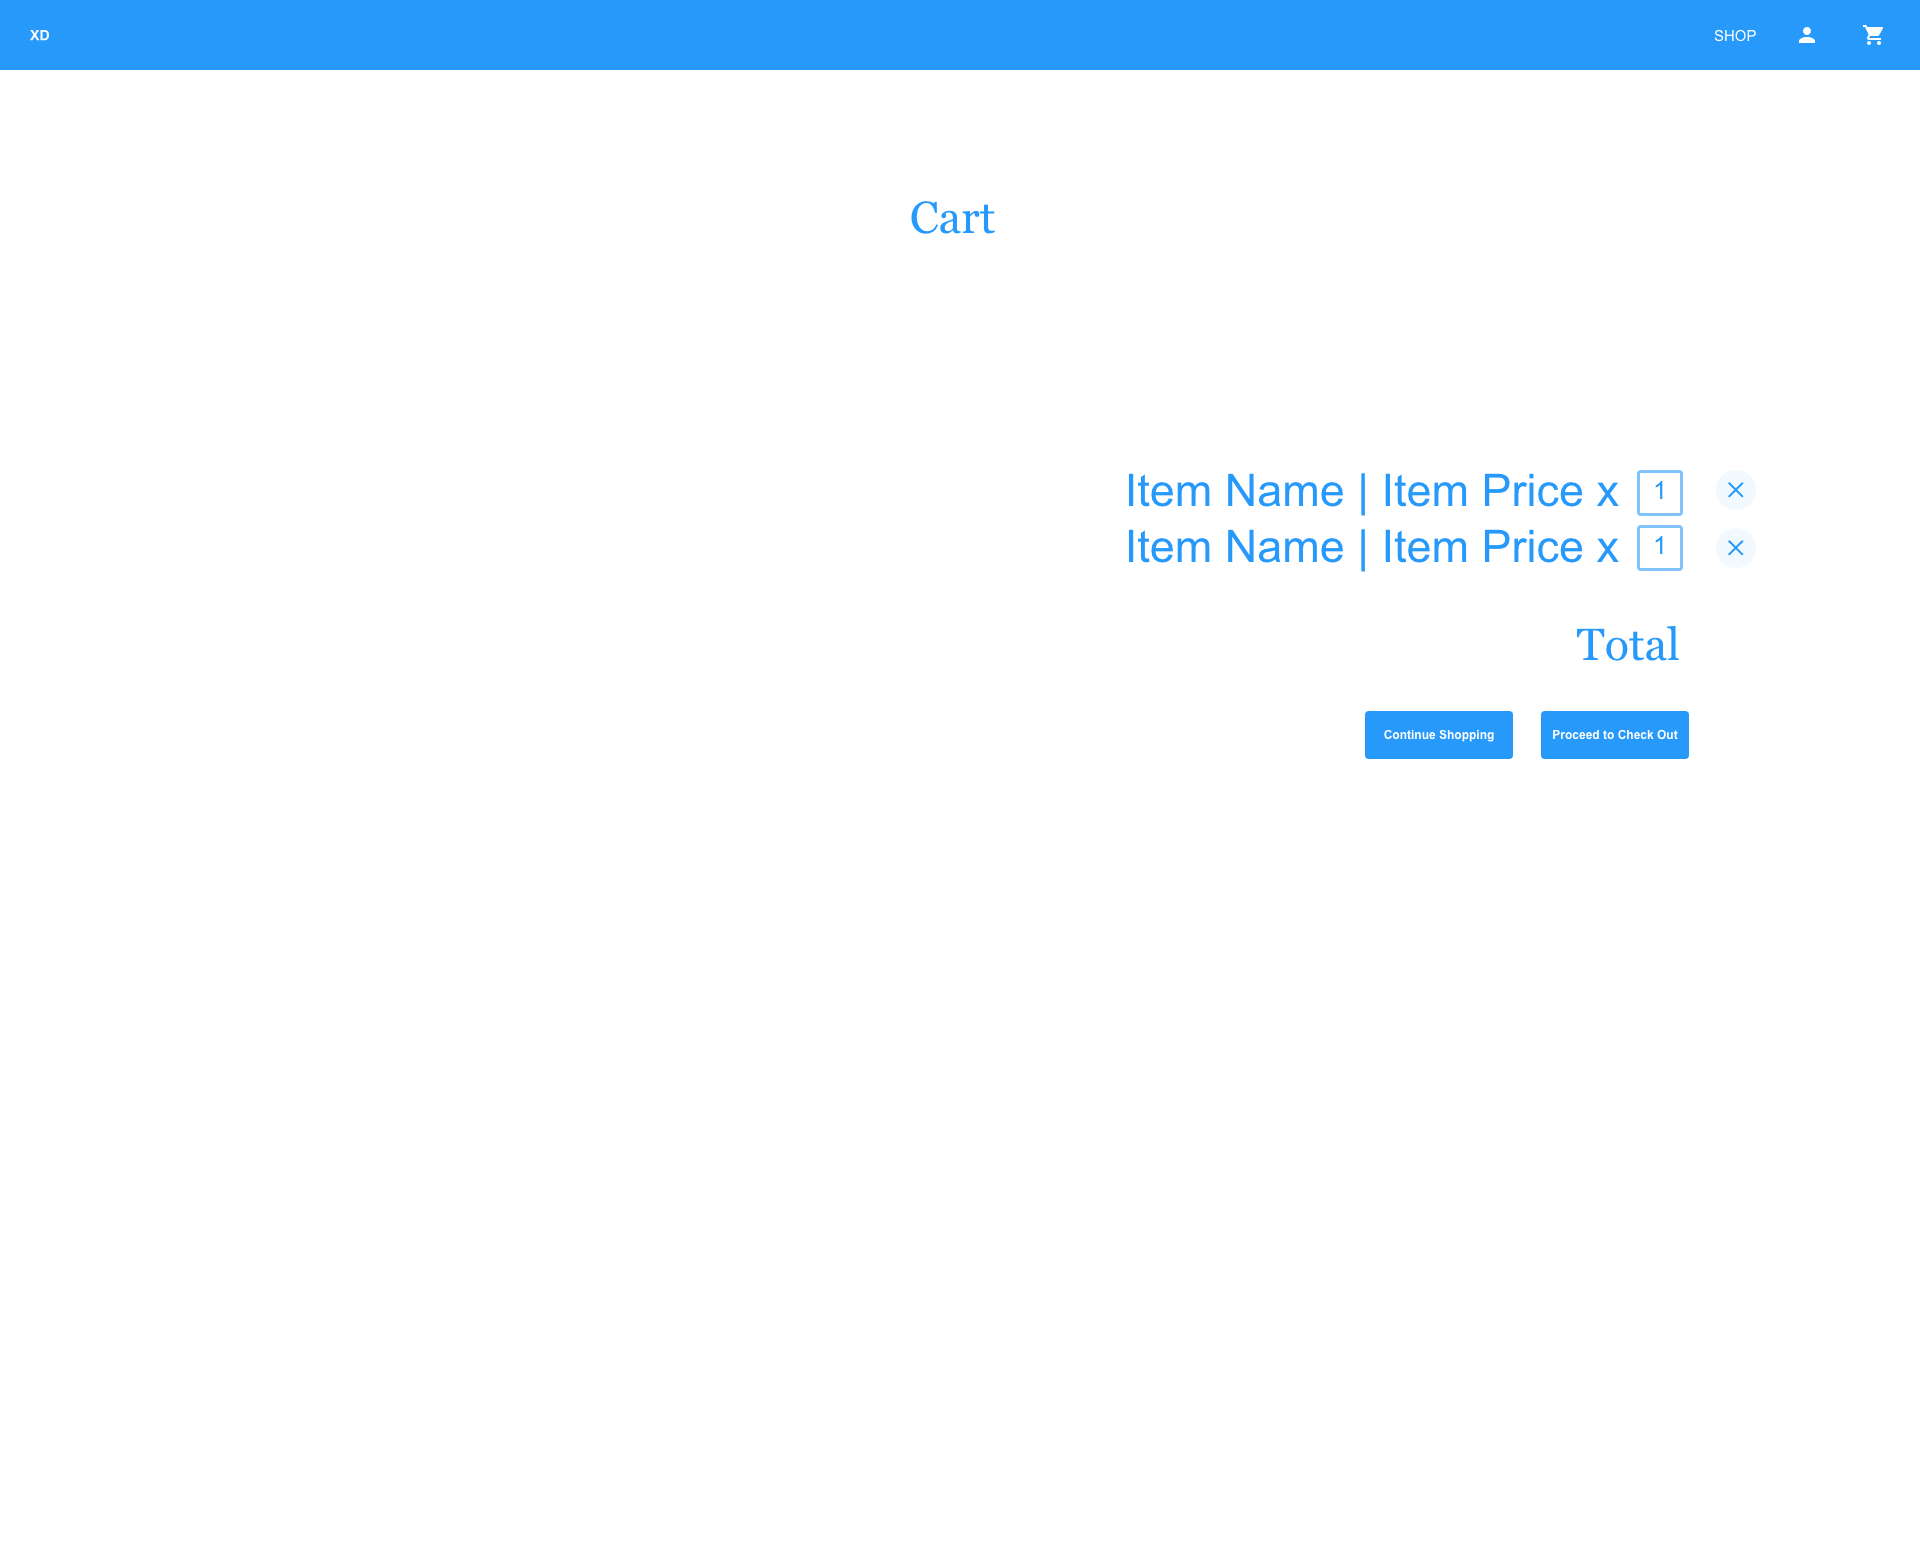 XD
SHOP
Cart
Item Name | Item Price x 1
Item Name | Item Price x 1
Total
Continue Shopping
Proceed to Check Out